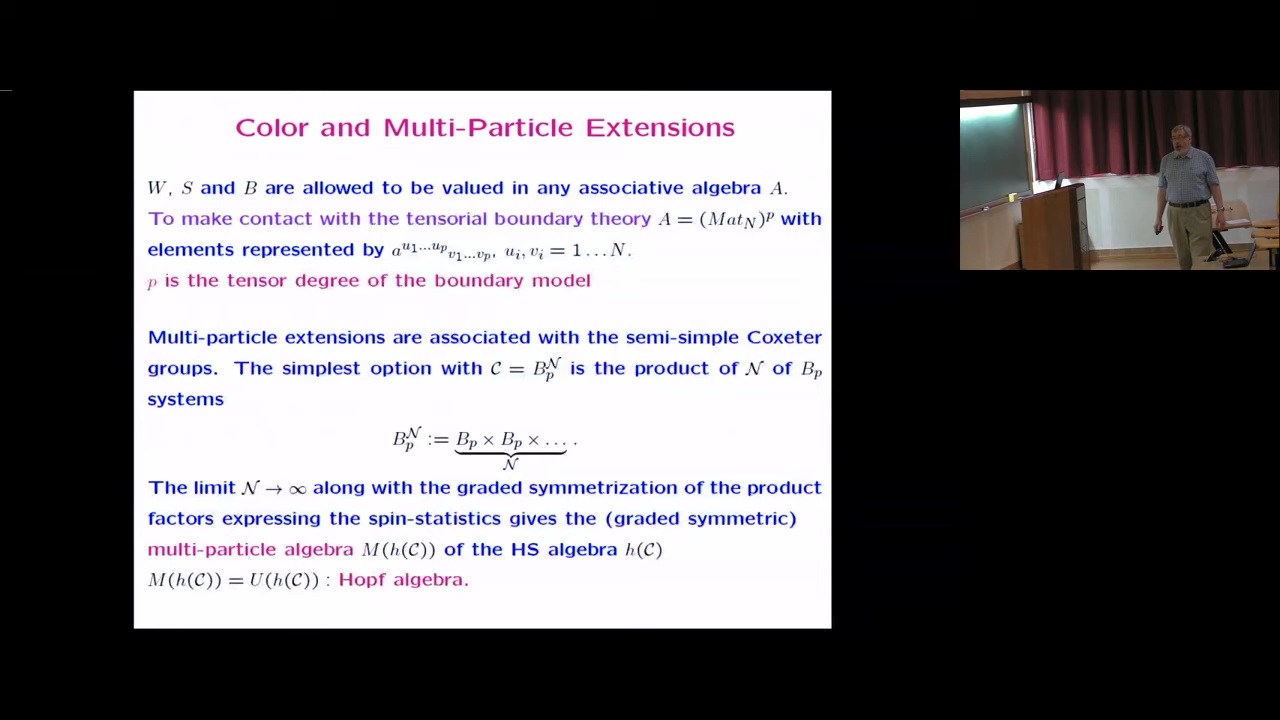 Color and Multi-Particle Extensions
W, S and B are allowed to be valued in any associative algebra A.
To make contact with the tensorial boundary theory A = (Mat_N)^p with
elements represented by a^{u_1...u_p}_{v_1...v_p}, u_i, v_i = 1...N.
p is the tensor degree of the boundary model
Multi-particle extensions are associated with the semi-simple Coxeter
groups. The simplest option with 𝒞 = B_p^𝒩 is the product of 𝒩 of B_p
systems
B_p^𝒩 := B_p × B_p × ... .
𝒩
The limit 𝒩 → ∞ along with the graded symmetrization of the product
factors expressing the spin-statistics gives the (graded symmetric)
multi-particle algebra M(h(𝒞)) of the HS algebra h(𝒞)
M(h(𝒞)) = U(h(𝒞)) : Hopf algebra.